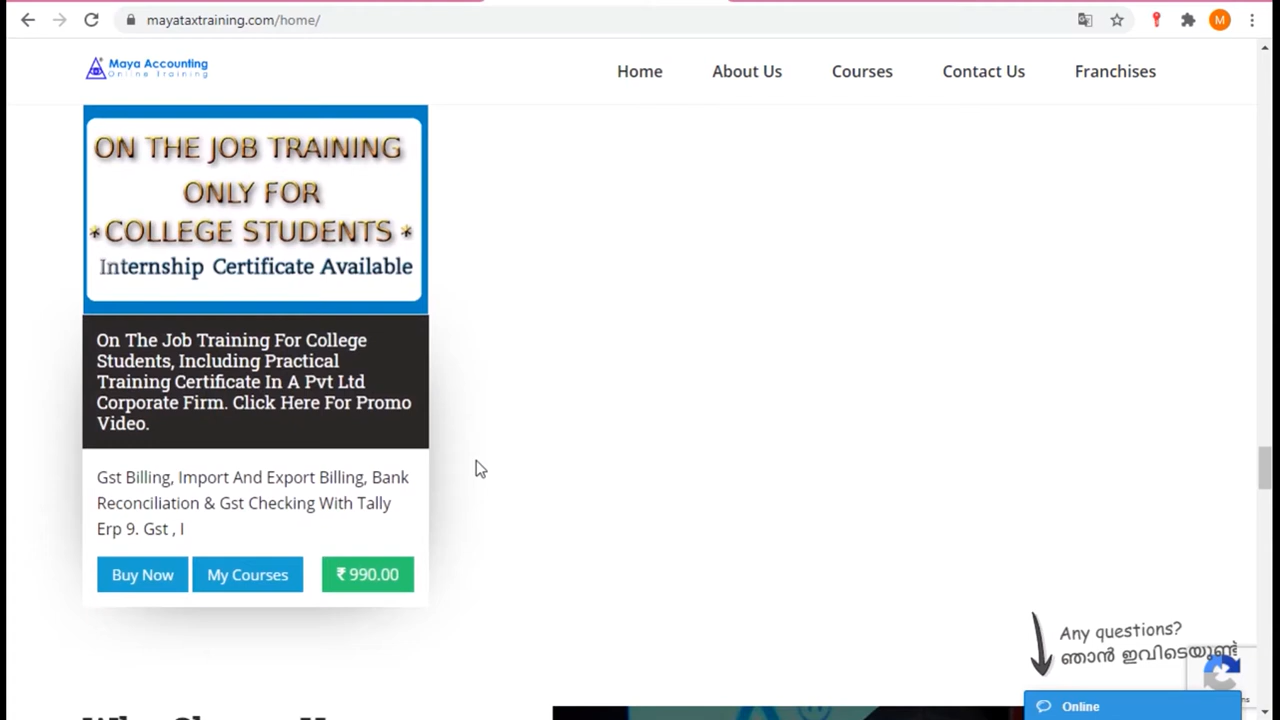 mayataxtraining.com/home/
M
Maya Accounting
Online Training
Home
About Us
Courses
Contact Us
Franchises
ON THE JOB TRAINING
ONLY FOR
*COLLEGE STUDENTS *
Internship Certificate Available
On The Job Training For College
Students, Including Practical
Training Certificate In A Pvt Ltd
Corporate Firm. Click Here For Promo
Video.
Gst Billing, Import And Export Billing, Bank
Reconciliation & Gst Checking With Tally
Erp 9. Gst , I
Buy Now
My Courses
₹ 990.00
Any questions?
ഞാൻ ഇവിടെയുണ്ട്
Online